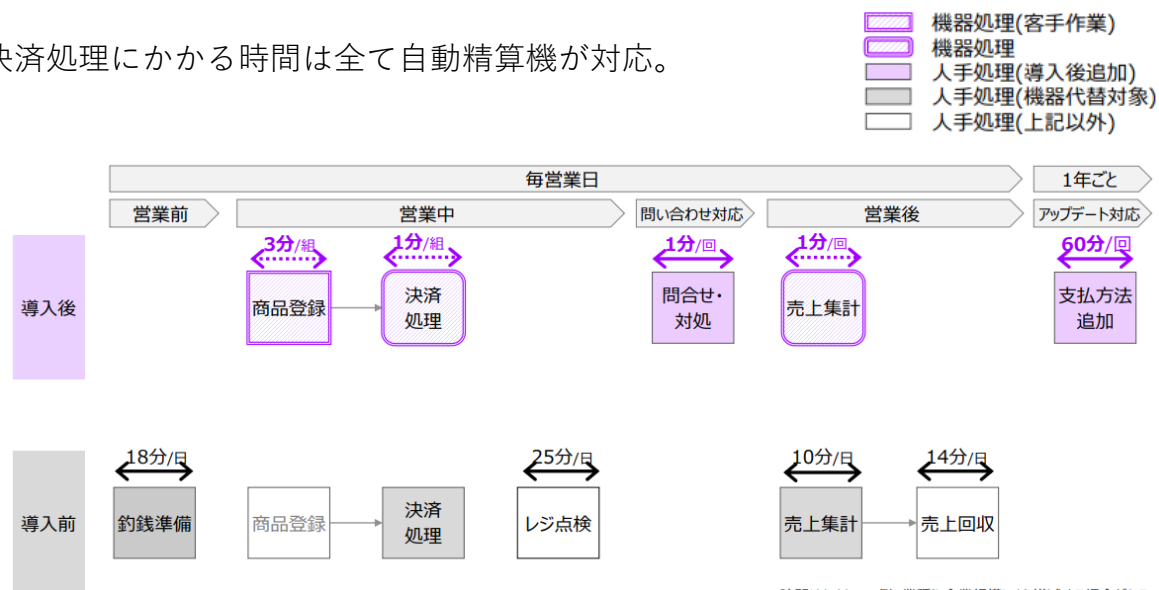 決済処理にかかる時間は全て自動精算機が対応。
機器処理(客手作業)
機器処理
人手処理(導入後追加)
人手処理(機器代替対象)
人手処理(上記以外)
毎営業日
1年ごと
営業前
営業中
問い合わせ対応
営業後
アップデート対応
導入後
3分/組
1分/組
1分/回
1分/回
60分/回
商品登録
決済
処理
問合せ・
対処
売上集計
支払方法
追加
導入前
18分/日
25分/日
10分/日
14分/日
釣銭準備
商品登録
決済
処理
レジ点検
売上集計
売上回収